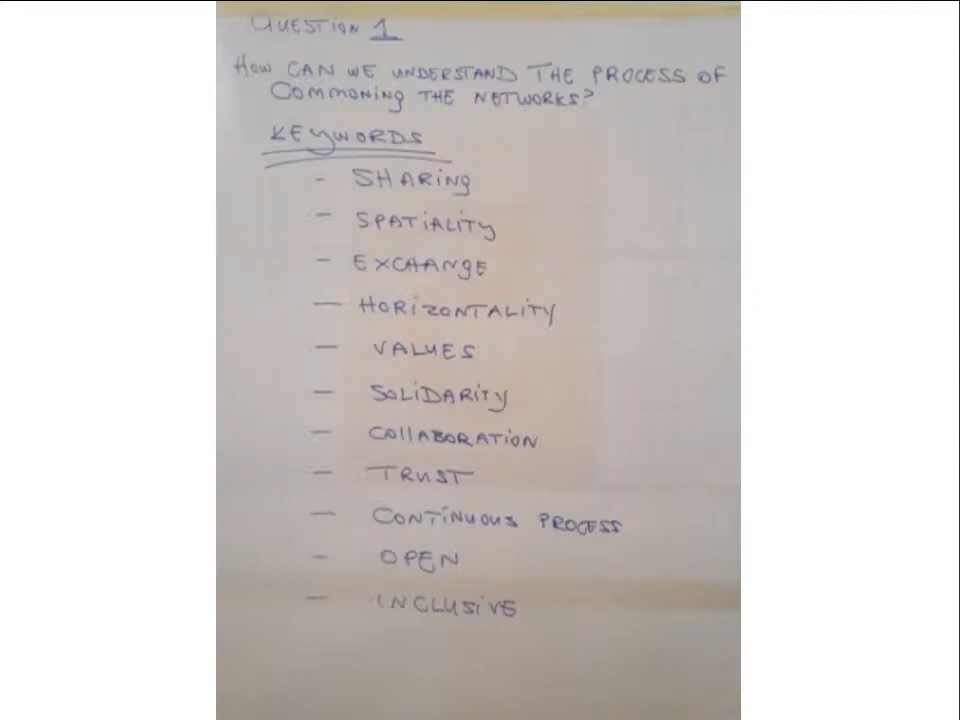 QUESTION 1
HOW CAN WE UNDERSTAND THE PROCESS OF
COMMONING THE NETWORKS?
KEYWORDS
- SHARING
- SPATIALITY
- EXCHANGE
- HORIZONTALITY
- VALUES
- SOLIDARITY
- COLLABORATION
- TRUST
- CONTINUOUS PROCESS
- OPEN
- INCLUSIVE